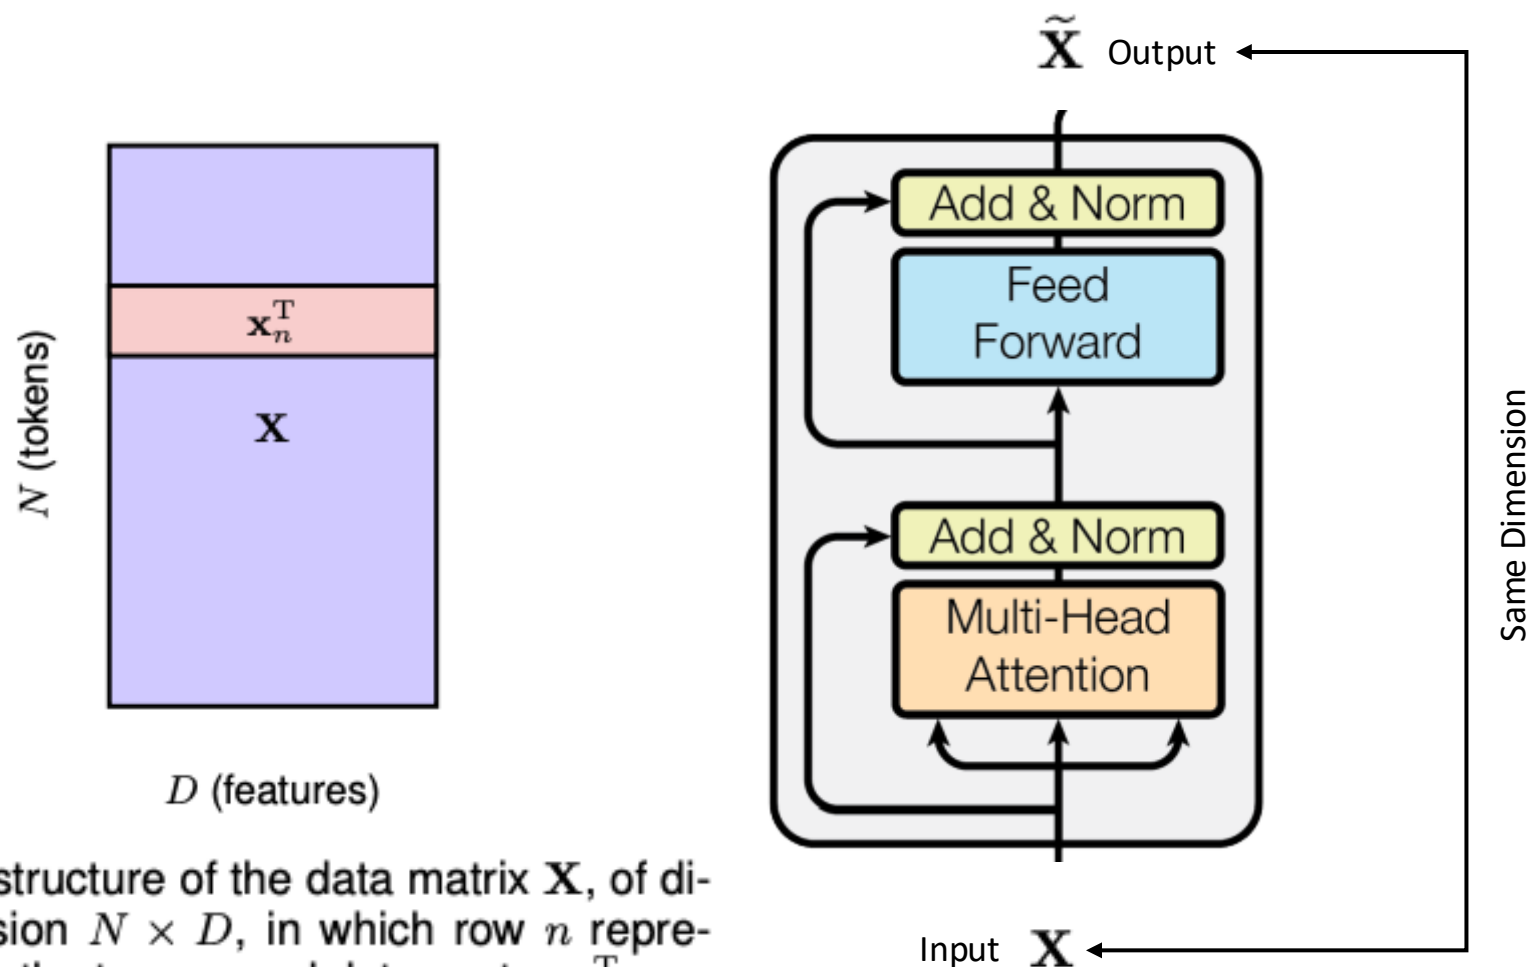 N (tokens)
x_n^T
X
D (features)
structure of the data matrix X, of di-
sion N × D, in which row n repre-
X̃ Output
Add & Norm
Feed
Forward
Add & Norm
Multi-Head
Attention
Input X
Same Dimension